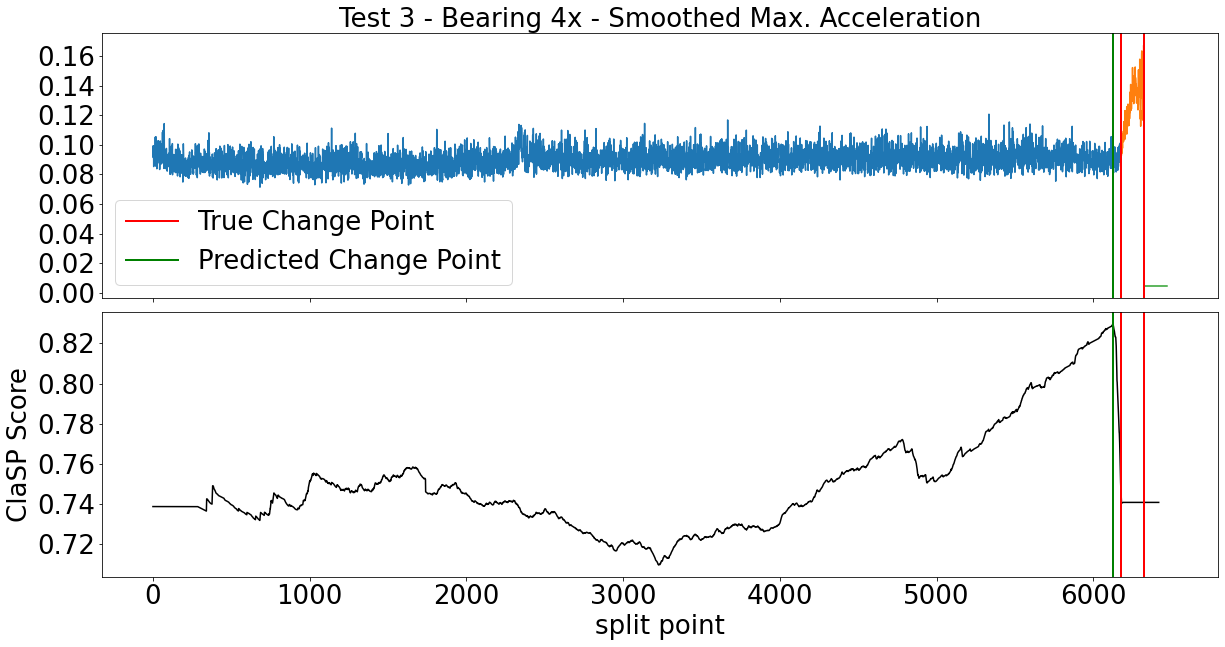 Test 3 - Bearing 4x - Smoothed Max. Acceleration
0.16
0.14
0.12
0.10
0.08
0.06
0.04
0.02
0.00
True Change Point
Predicted Change Point
ClaSP Score
0.82
0.80
0.78
0.76
0.74
0.72
0 1000 2000 3000 4000 5000 6000
split point